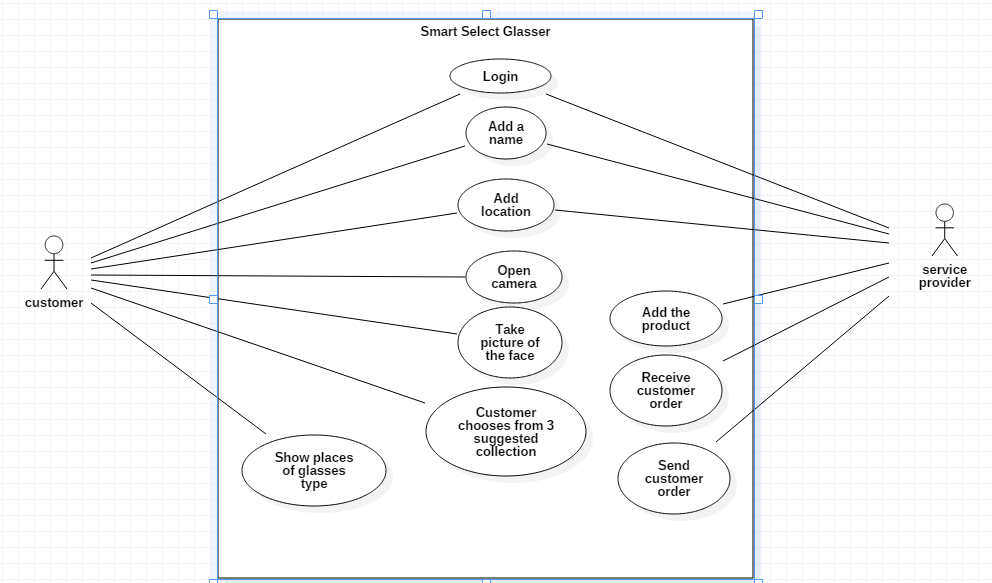 Smart Select Glasser
Login
Add a
name
Add
location
Open
camera
Take
picture of
the face
Customer
chooses from 3
suggested
collection
Show places
of glasses
type
Add the
product
Receive
customer
order
Send
customer
order
customer
service
provider